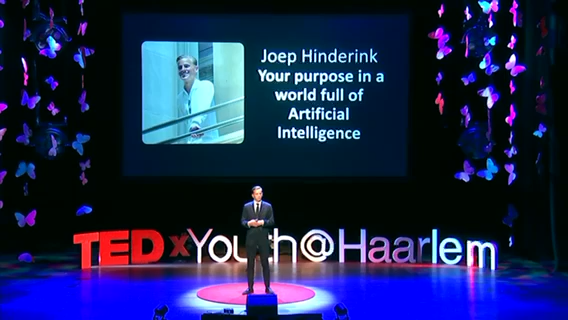 Joep Hinderink
Your purpose in a
world full of
Artificial
Intelligence
TEDxYouth@Haarlem